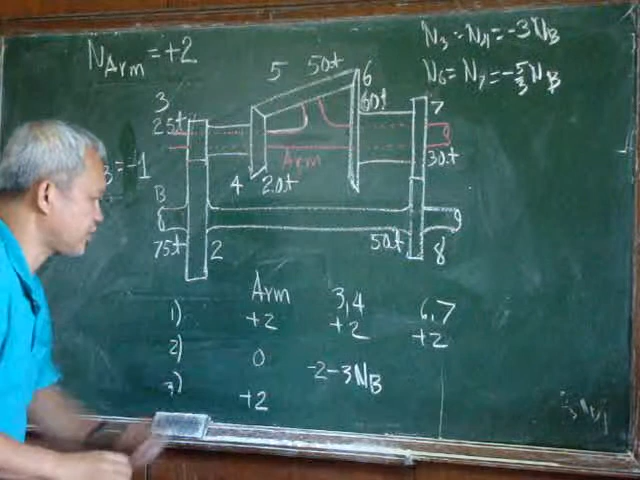 N Arm = +2
N3 = N4 = -3NB
N6 = N7 = -5/3 NB
5 50t 6
60t
3
25t
7
= -1
Arm
30t
4 20t
B
75t 2
50t 8
Arm 3,4 6,7
1) +2 +2 +2
2) 0 -2-3NB
3) +2